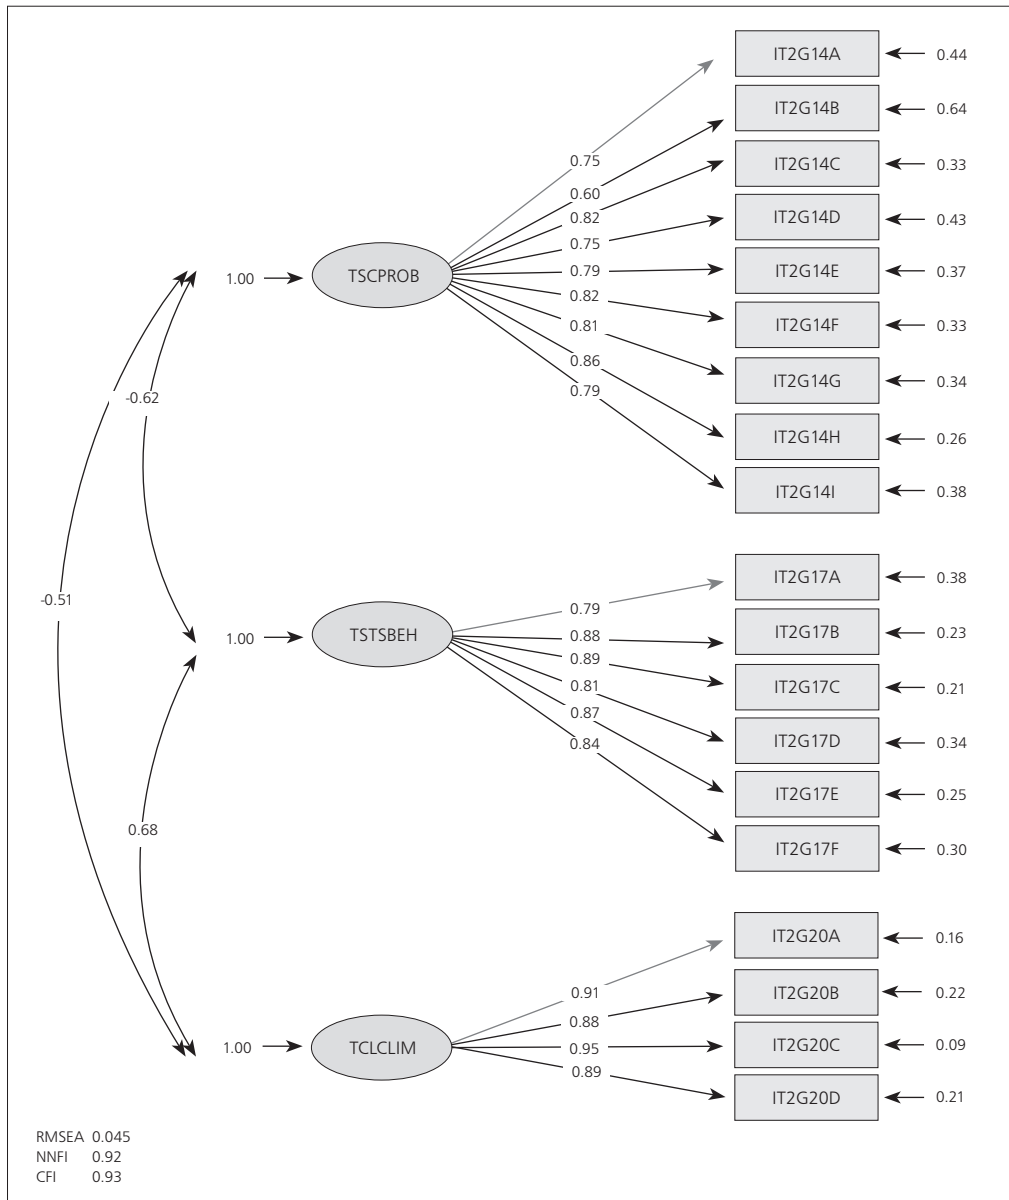 IT2G14A 0.44
IT2G14B 0.64
0.75
IT2G14C 0.33
0.60
0.82
IT2G14D 0.43
0.75
1.00 TSCPROB 0.79 IT2G14E 0.37
0.82
IT2G14F 0.33
0.81
0.86
IT2G14G 0.34
0.79
-0.62
IT2G14H 0.26
IT2G14I 0.38
IT2G17A 0.38
-0.51
0.79
1.00 TSTSBEH 0.88 IT2G17B 0.23
0.89
0.81
IT2G17C 0.21
0.87
0.84
IT2G17D 0.34
IT2G17E 0.25
0.68
IT2G17F 0.30
IT2G20A 0.16
0.91
IT2G20B 0.22
0.88
1.00 TCLCLIM 0.95 IT2G20C 0.09
0.89
IT2G20D 0.21
RMSEA 0.045
NNFI 0.92
CFI 0.93